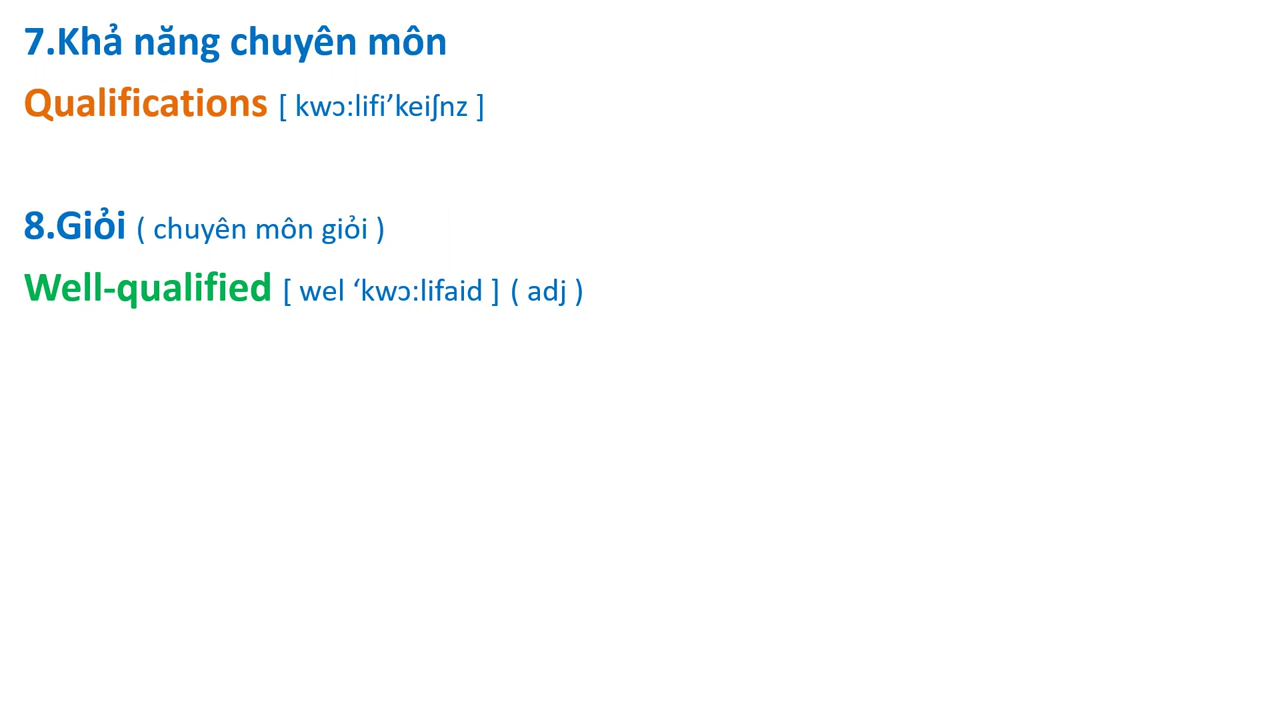 7.Khả năng chuyên môn
Qualifications [ kwɔ:lifi’keiʃnz ]
8.Giỏi ( chuyên môn giỏi )
Well-qualified [ wel ‘kwɔ:lifaid ] ( adj )